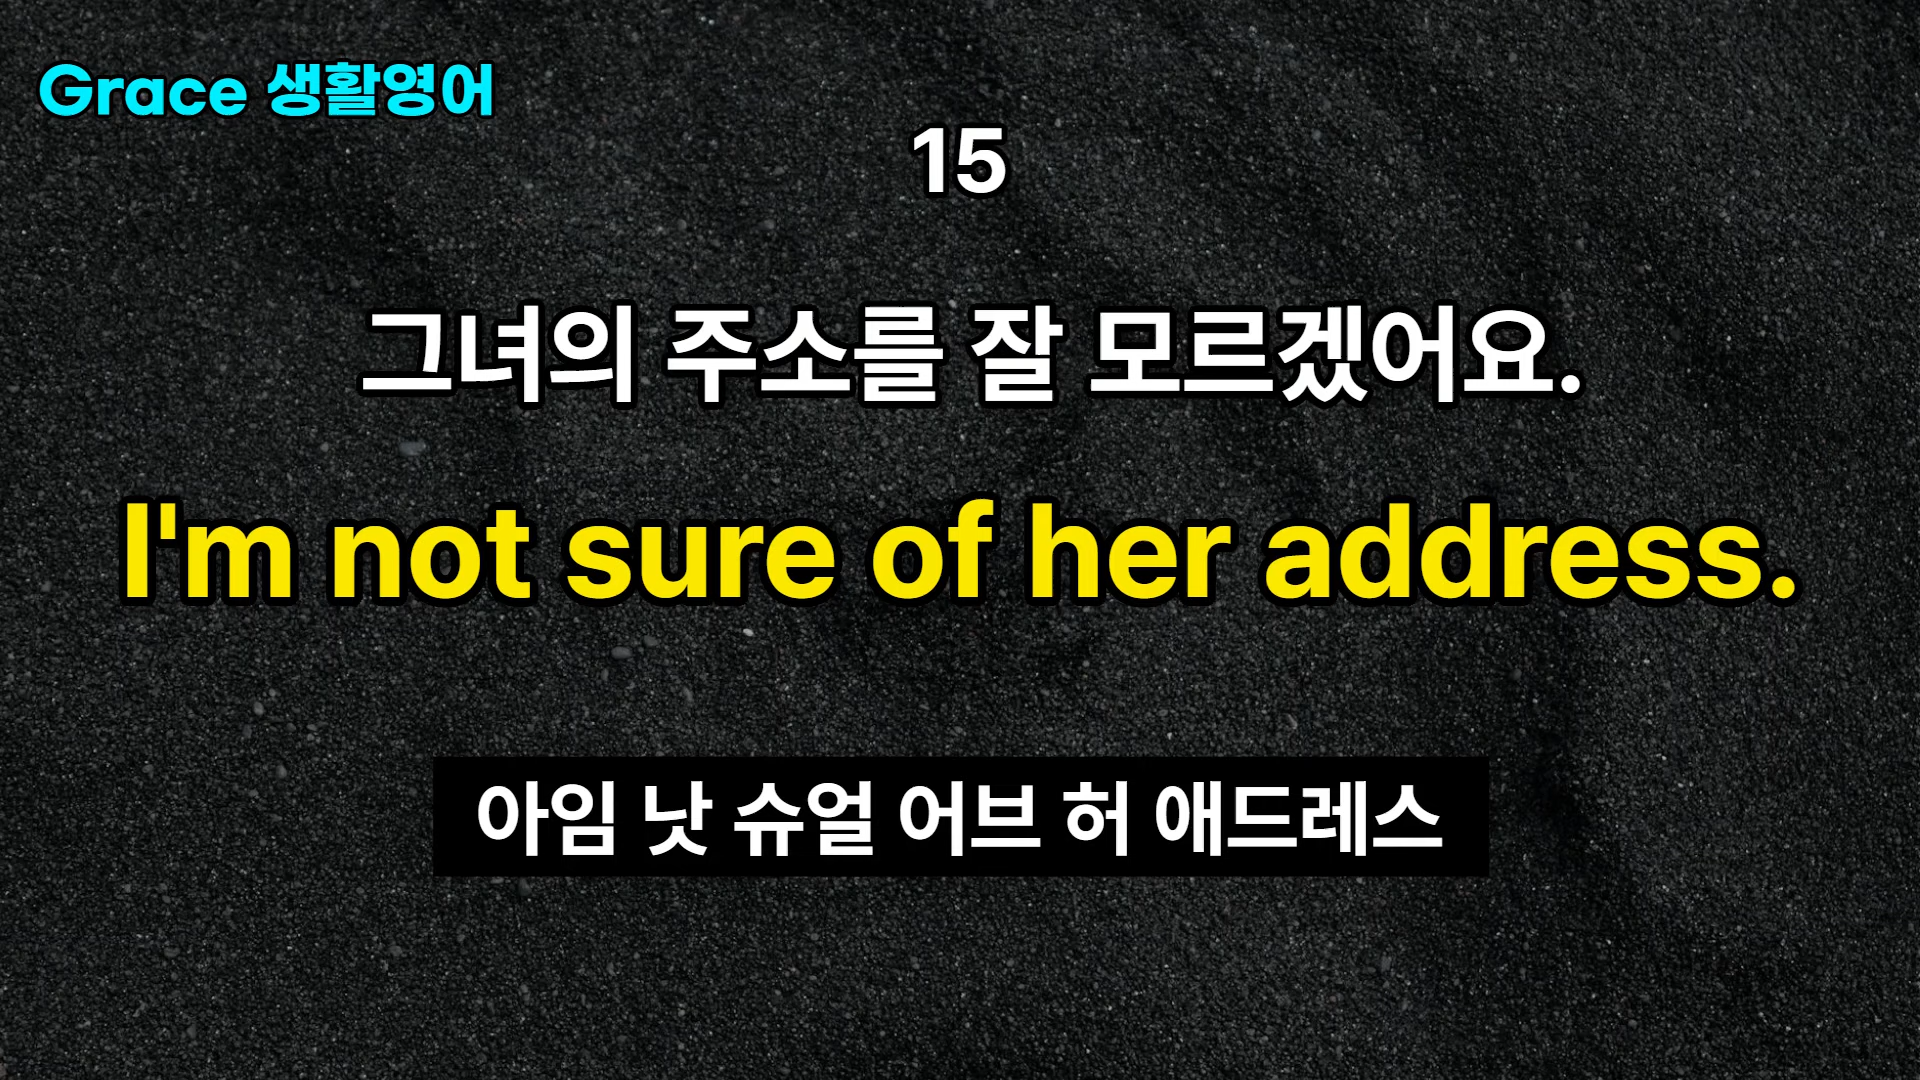 Grace 생활영어
15
그녀의 주소를 잘 모르겠어요.
I'm not sure of her address.
아임 낫 슈얼 어브 허 애드레스